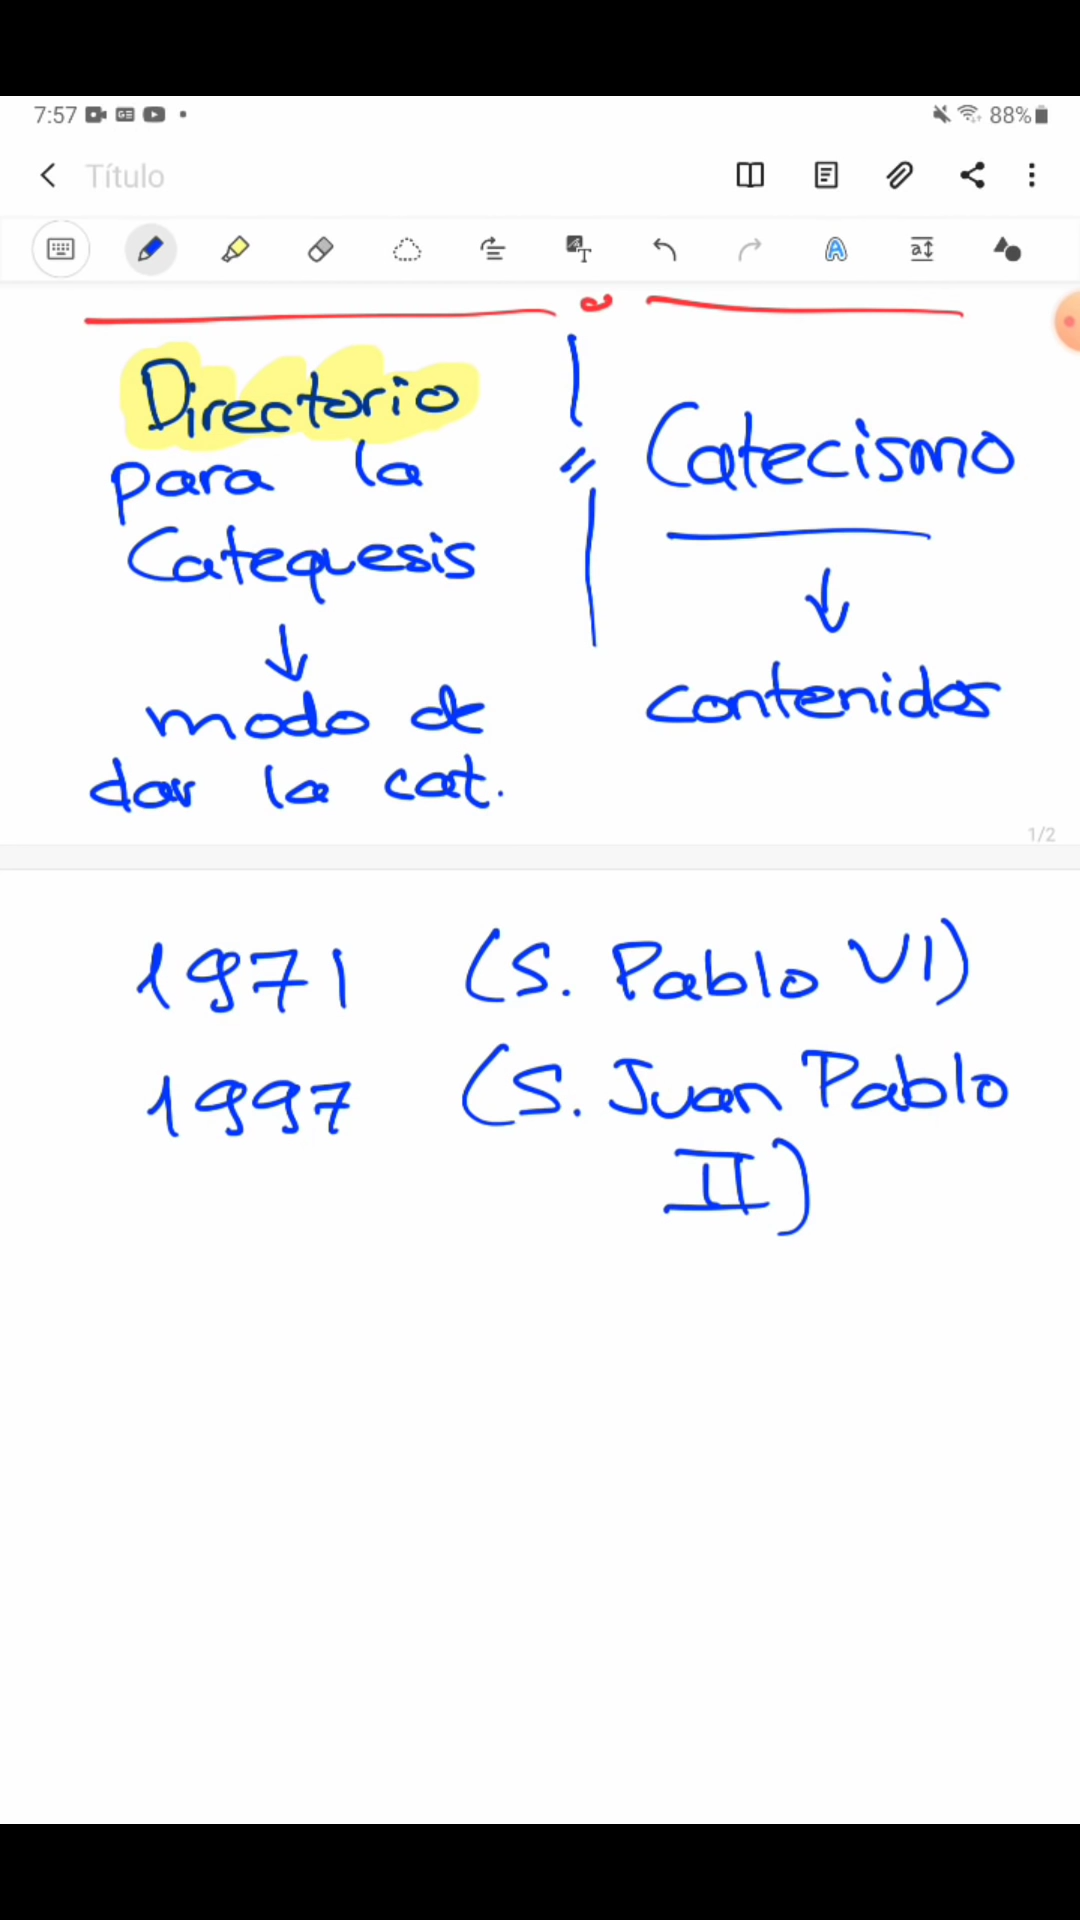 7:57 88%
Título
Directorio
para la
Catequesis
modo de
dar la cat.
Catecismo
contenidos
1/2
1971 (S. Pablo VI)
1997 (S. Juan Pablo
II)